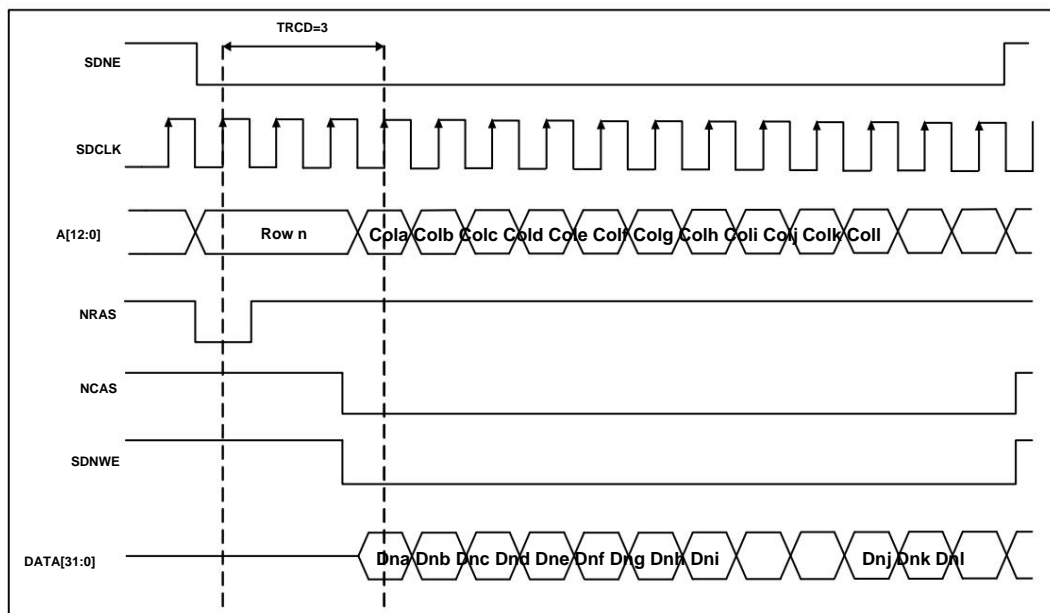 TRCD=3
SDNE
SDCLK
A[12:0]
Row n
Cola Colb Colc Cold Cole Colf Colg Colh Coli Colj Colk Coll
NRAS
NCAS
SDNWE
DATA[31:0]
Dna Dnb Dnc Dnd Dne Dnf Dng Dnh Dni
Dnj Dnk Dnl